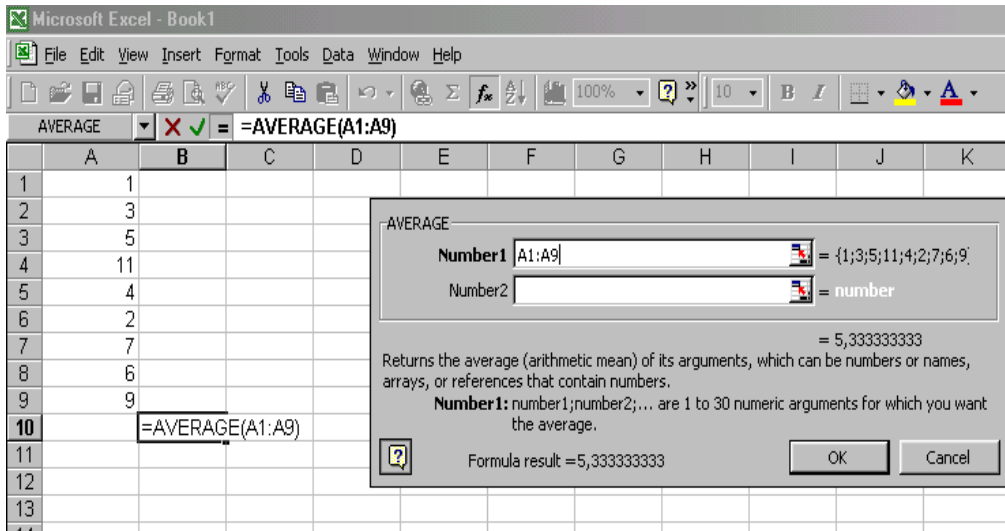 Microsoft Excel - Book1
File Edit View Insert Format Tools Data Window Help
100% 10 B I A
AVERAGE = =AVERAGE(A1:A9)
A B C D E F G H I J K
1 1
2 3
3 5
4 11
5 4
6 2
7 7
8 6
9 9
10 =AVERAGE(A1:A9)
11
12
13
AVERAGE
Number1 A1:A9 = {1;3;5;11;4;2;7;6;9
Number2 = number
= 5,333333333
Returns the average (arithmetic mean) of its arguments, which can be numbers or names,
arrays, or references that contain numbers.
Number1: number1;number2;... are 1 to 30 numeric arguments for which you want
the average.
Formula result =5,333333333 OK Cancel